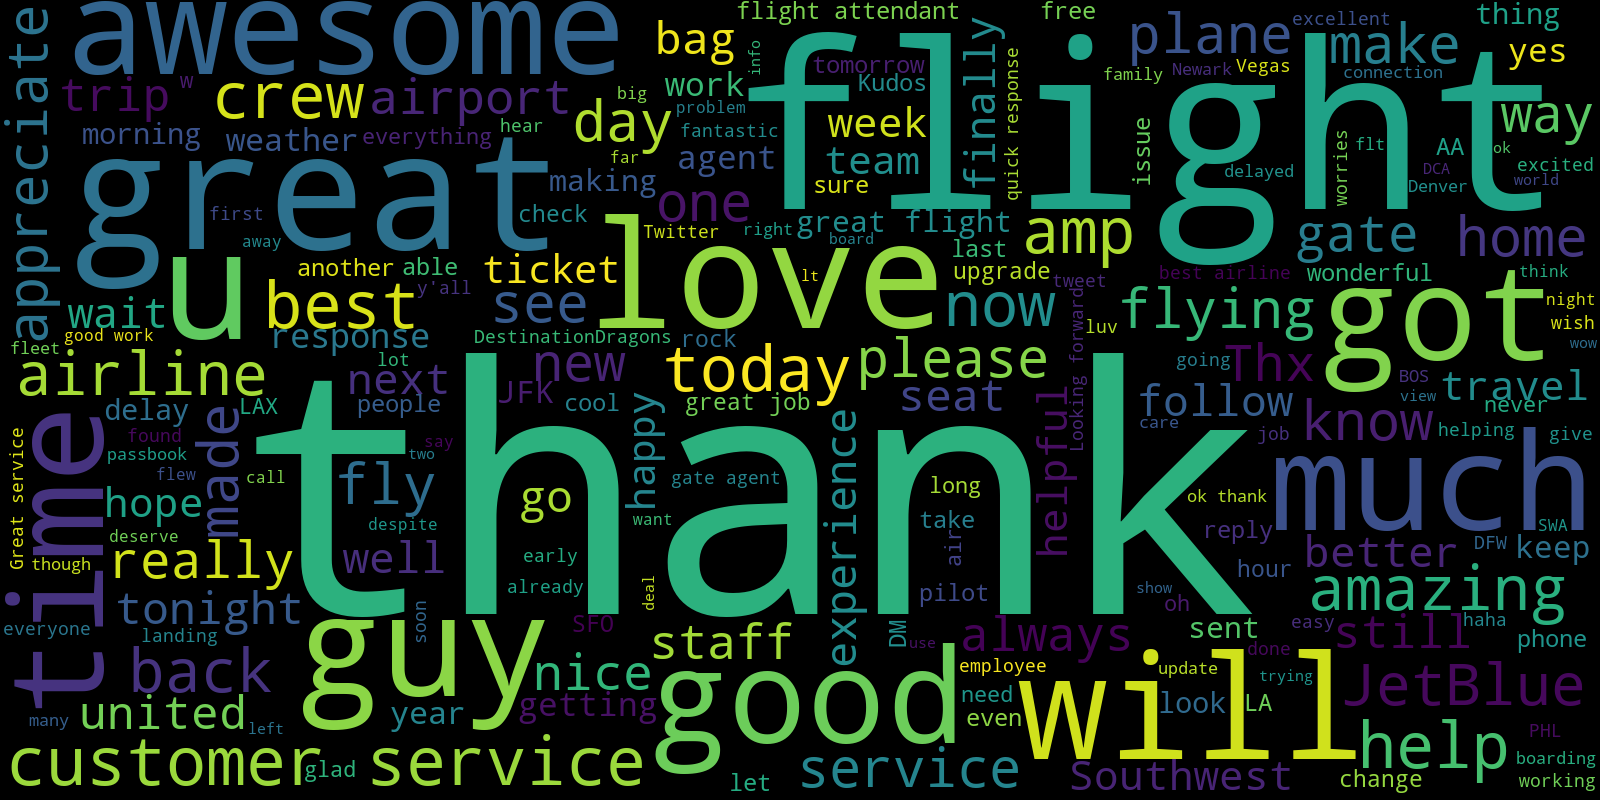 awesome
flight attendant
free
excellent
thing
appreciate
bag
info
finally
plane
make
yes
flight
trip
w
crew
airport
work
tomorrow
Kudos
family
Newark
Vegas
connection
big
problem
quick response
way
morning
weather
everything
hear
day
fantastic
week
issue
worries
flt
AA
ok
great
far
agent
team
delayed
DCA
excited
making
sure
Denver
world
first
check
one
great flight
away
Twitter
right
board
last
amp
gate
home
u
love
another
able
ticket
lt
upgrade
tweet
best airline
wonderful
think
y'all
wait
best
see
now
Looking forward
flying
got
night
good work
response
DestinationDragons
rock
luv
wish
fleet
lot
new
today
please
going
Thx
wow
airline
next
JFK
cool
great job
seat
follow
BOS
view
travel
never
delay
LAX
people
happy
experience
helpful
care
job
know
helping
give
time
found
made
say
thank
passbook
two
Great service
flew
call
fly
gate agent
long
ok thank
much
hope
go
want
take
reply
SWA
deserve
despite
though
really
well
early
air
hour
better
DFW
keep
already
deal
pilot
show
oh
amazing
tonight
soon
everyone
landing
guy
SFO
staff
DM
use
always
sent
easy
still
haha
phone
back
nice
good
employee
will
update
done
trying
need
look
LA
JetBlue
many
united
left
year
getting
even
PHL
customer service
glad
let
service
Southwest
change
help
boarding
working